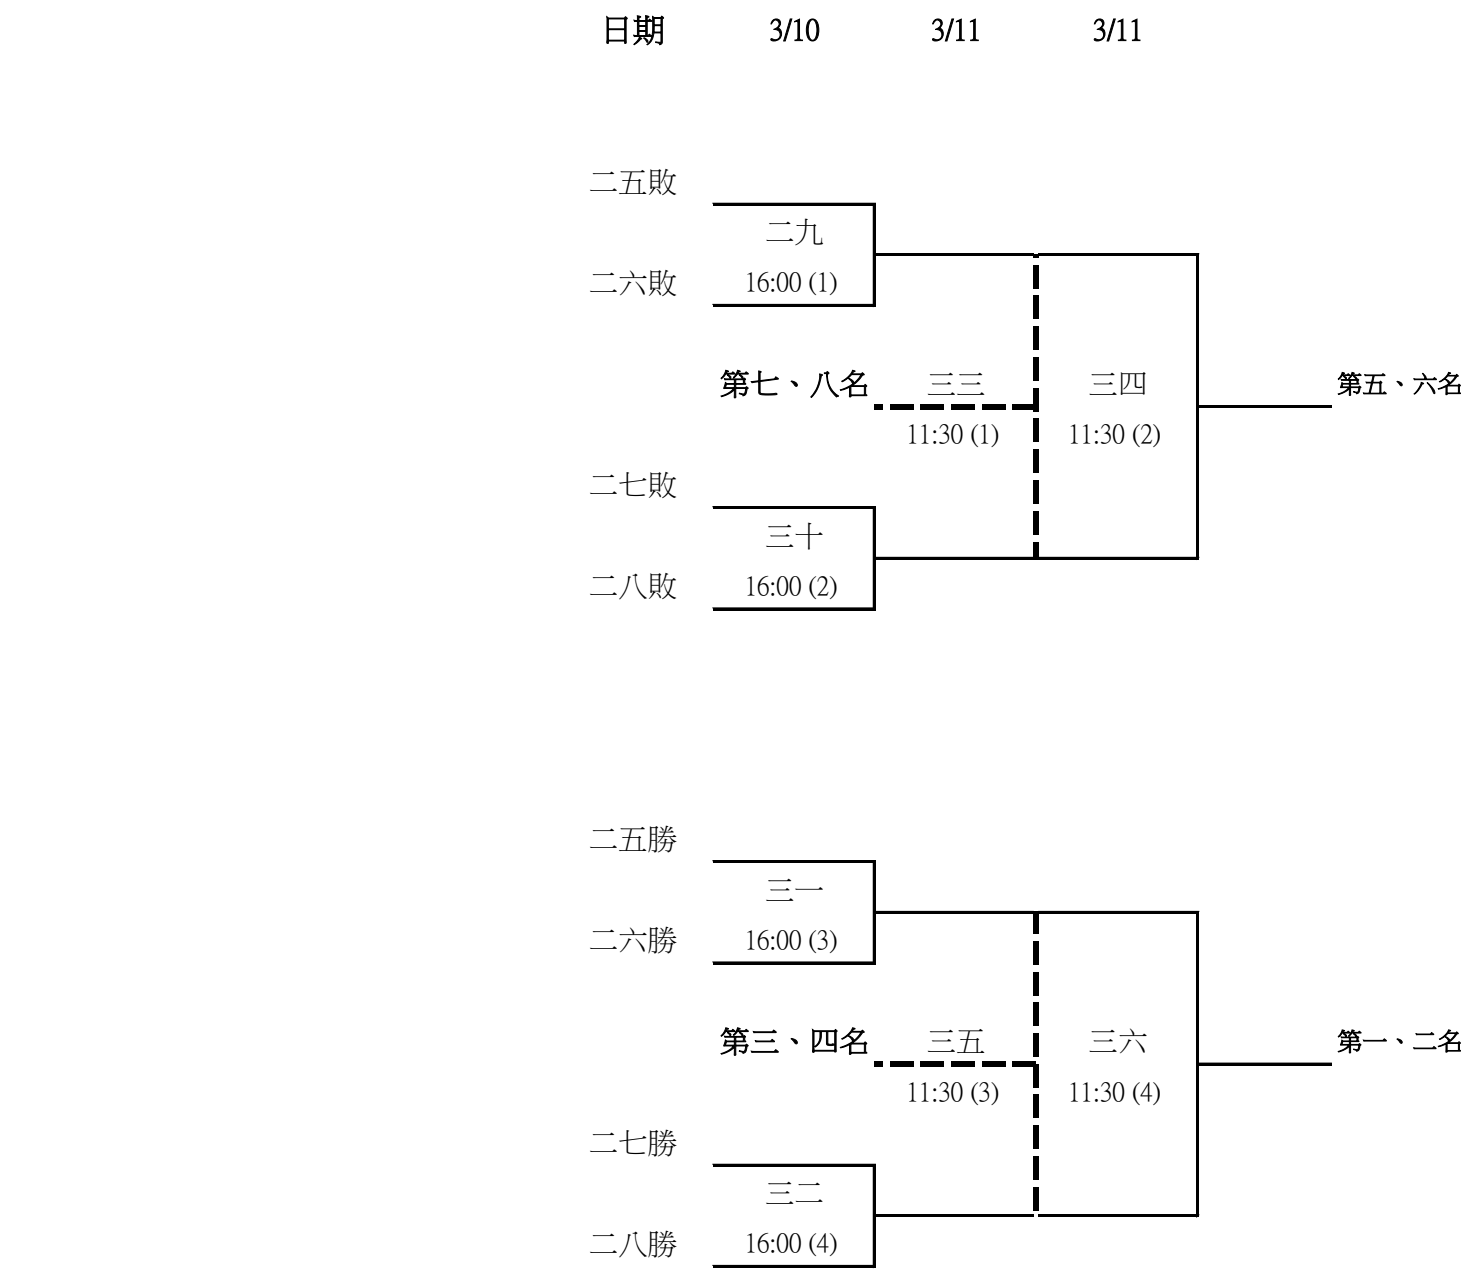 日期 3/10 3/11 3/11
二五敗
二九
二六敗 16:00 (1)
第七、八名 三三 三四 第五、六名
11:30 (1) 11:30 (2)
二七敗
三十
二八敗 16:00 (2)
二五勝
三一
二六勝 16:00 (3)
第三、四名 三五 三六 第一、二名
11:30 (3) 11:30 (4)
二七勝
三二
二八勝 16:00 (4)